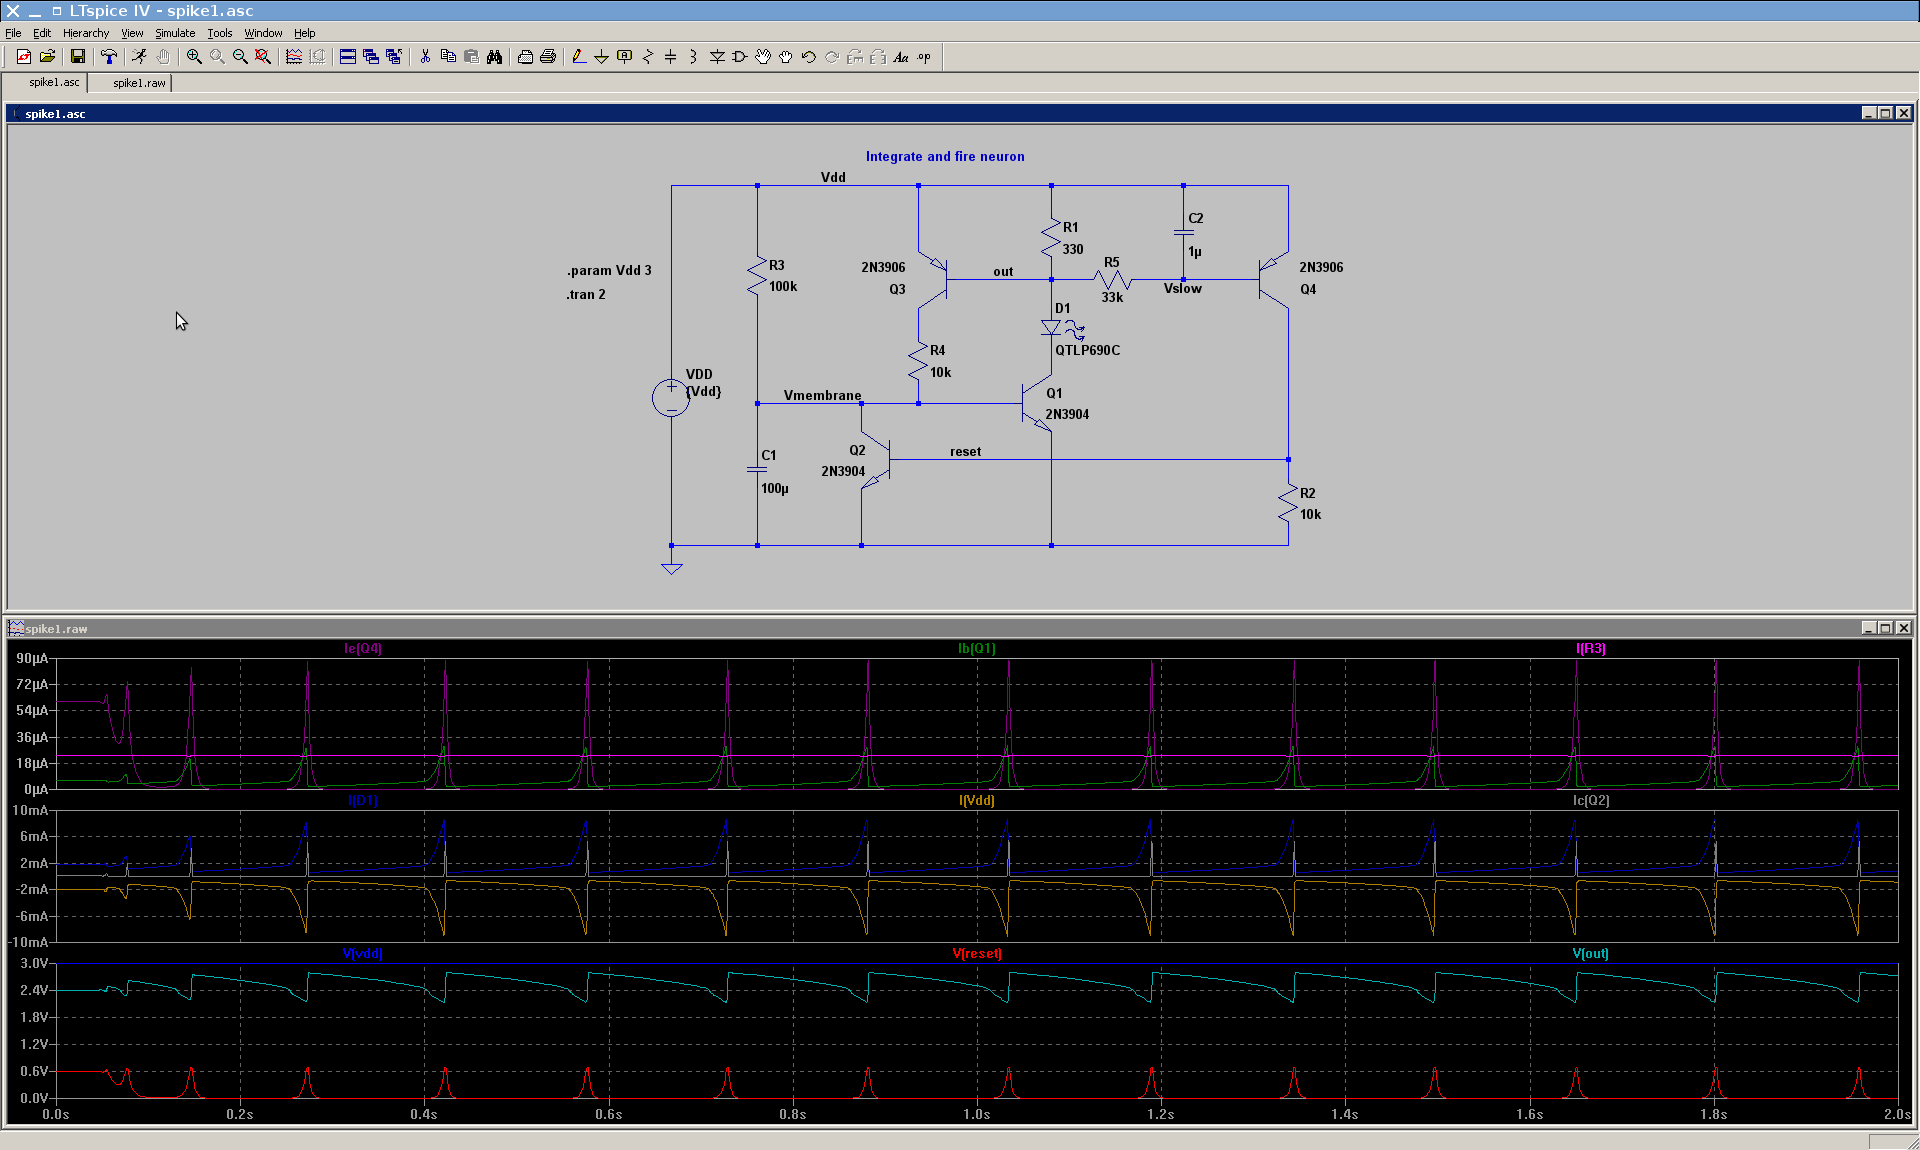 LTspice IV - spike1.asc
File Edit Hierarchy View Simulate Tools Window Help
Aa .op
spike1.asc spike1.raw
spike1.asc
Integrate and fire neuron
Vdd
.param Vdd 3
.tran 2
VDD
{Vdd}
R3
100k
C1
100µ
Vmembrane
2N3906
Q3
R4
10k
Q2
2N3904
out
reset
R1
330
D1
QTLP690C
Q1
2N3904
R5
33k
C2
1µ
Vslow
2N3906
Q4
R2
10k
spike1.raw
Ie(Q4) Ib(Q1) I(R3)
90µA
72µA
54µA
36µA
18µA
0µA
I(D1) I(Vdd) Ic(Q2)
10mA
6mA
2mA
-2mA
-6mA
-10mA
V(vdd) V(reset) V(out)
3.0V
2.4V
1.8V
1.2V
0.6V
0.0V
0.0s 0.2s 0.4s 0.6s 0.8s 1.0s 1.2s 1.4s 1.6s 1.8s 2.0s